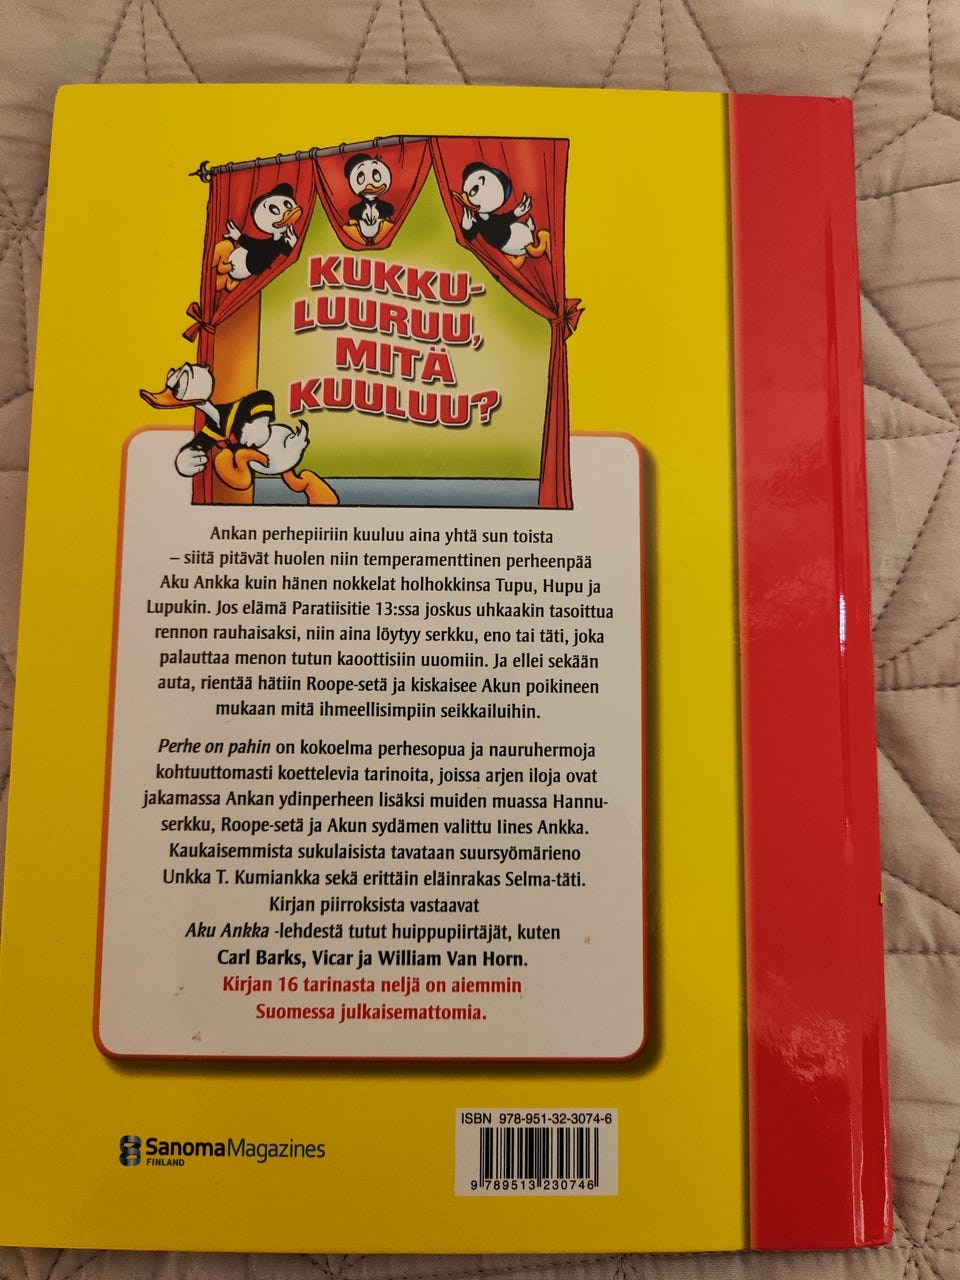 KUKKU-
LUURUU,
MITÄ
KUULUU?
Ankan perhepiiriin kuuluu aina yhtä sun toista
– siitä pitävät huolen niin temperamenttinen perheenpää
Aku Ankka kuin hänen nokkelat holhokkinsa Tupu, Hupu ja
Lupukin. Jos elämä Paratiisitie 13:ssa joskus uhkaakin tasoittua
rennon rauhaisaksi, niin aina löytyy serkku, eno tai täti, joka
palauttaa menon tutun kaoottisiin uuomiin. Ja ellei sekään
auta, rientää hätiin Roope-setä ja kiskaisee Akun poikineen
mukaan mitä ihmeellisimpiin seikkailuihin.
Perhe on pahin on kokoelma perhesopua ja nauruhermoja
kohtuuttomasti koettelevia tarinoita, joissa arjen iloja ovat
jakamassa Ankan ydinperheen lisäksi muiden muassa Hannu-
serkku, Roope-setä ja Akun sydämen valittu Iines Ankka.
Kaukaisemmista sukulaisista tavataan suursyömärieno
Unkka T. Kumiankka sekä erittäin eläinrakas Selma-täti.
Kirjan piirroksista vastaavat
Aku Ankka -lehdestä tutut huippupiirtäjät, kuten
Carl Barks, Vicar ja William Van Horn.
Kirjan 16 tarinasta neljä on aiemmin
Suomessa julkaisemattomia.
ISBN 978-951-32-3074-6
9 789513 230746
SanomaMagazines
FINLAND